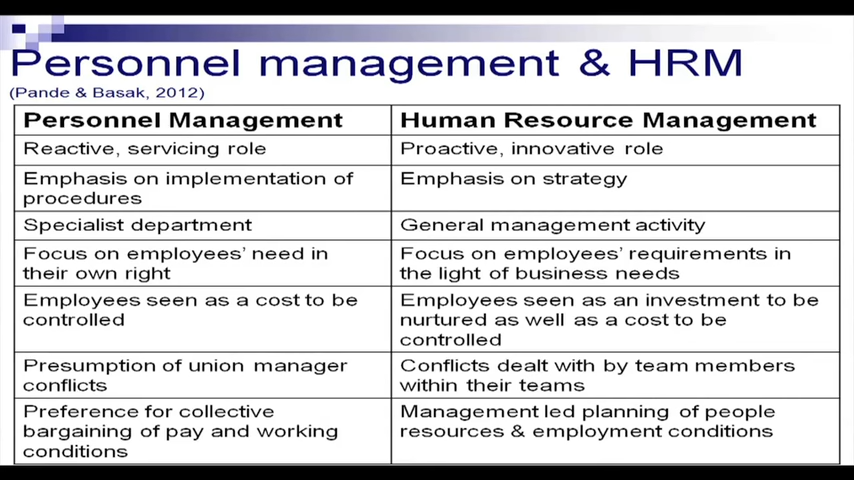 Personnel management & HRM
(Pande & Basak, 2012)
Personnel Management
Human Resource Management
Reactive, servicing role
Proactive, innovative role
Emphasis on implementation of
procedures
Emphasis on strategy
Specialist department
General management activity
Focus on employees' need in
their own right
Focus on employees' requirements in
the light of business needs
Employees seen as a cost to be
controlled
Employees seen as an investment to be
nurtured as well as a cost to be
controlled
Presumption of union manager
conflicts
Conflicts dealt with by team members
within their teams
Preference for collective
bargaining of pay and working
conditions
Management led planning of people
resources & employment conditions